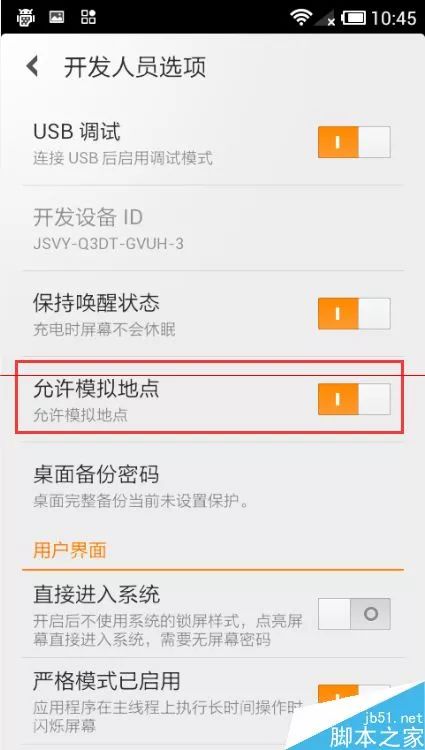 10:45
开发人员选项
USB 调试
连接 USB 后启用调试模式
开发设备 ID
JSVY-Q3DT-GVUH-3
保持唤醒状态
充电时屏幕不会休眠
允许模拟地点
允许模拟地点
桌面备份密码
桌面完整备份当前未设置保护。
用户界面
直接进入系统
开启后不使用系统的锁屏样式，点亮屏
幕直接进入系统，需要无屏幕密码
严格模式已启用
应用程序在主线程上执行长时间操作时
闪烁屏幕
jb51.net
脚本之家